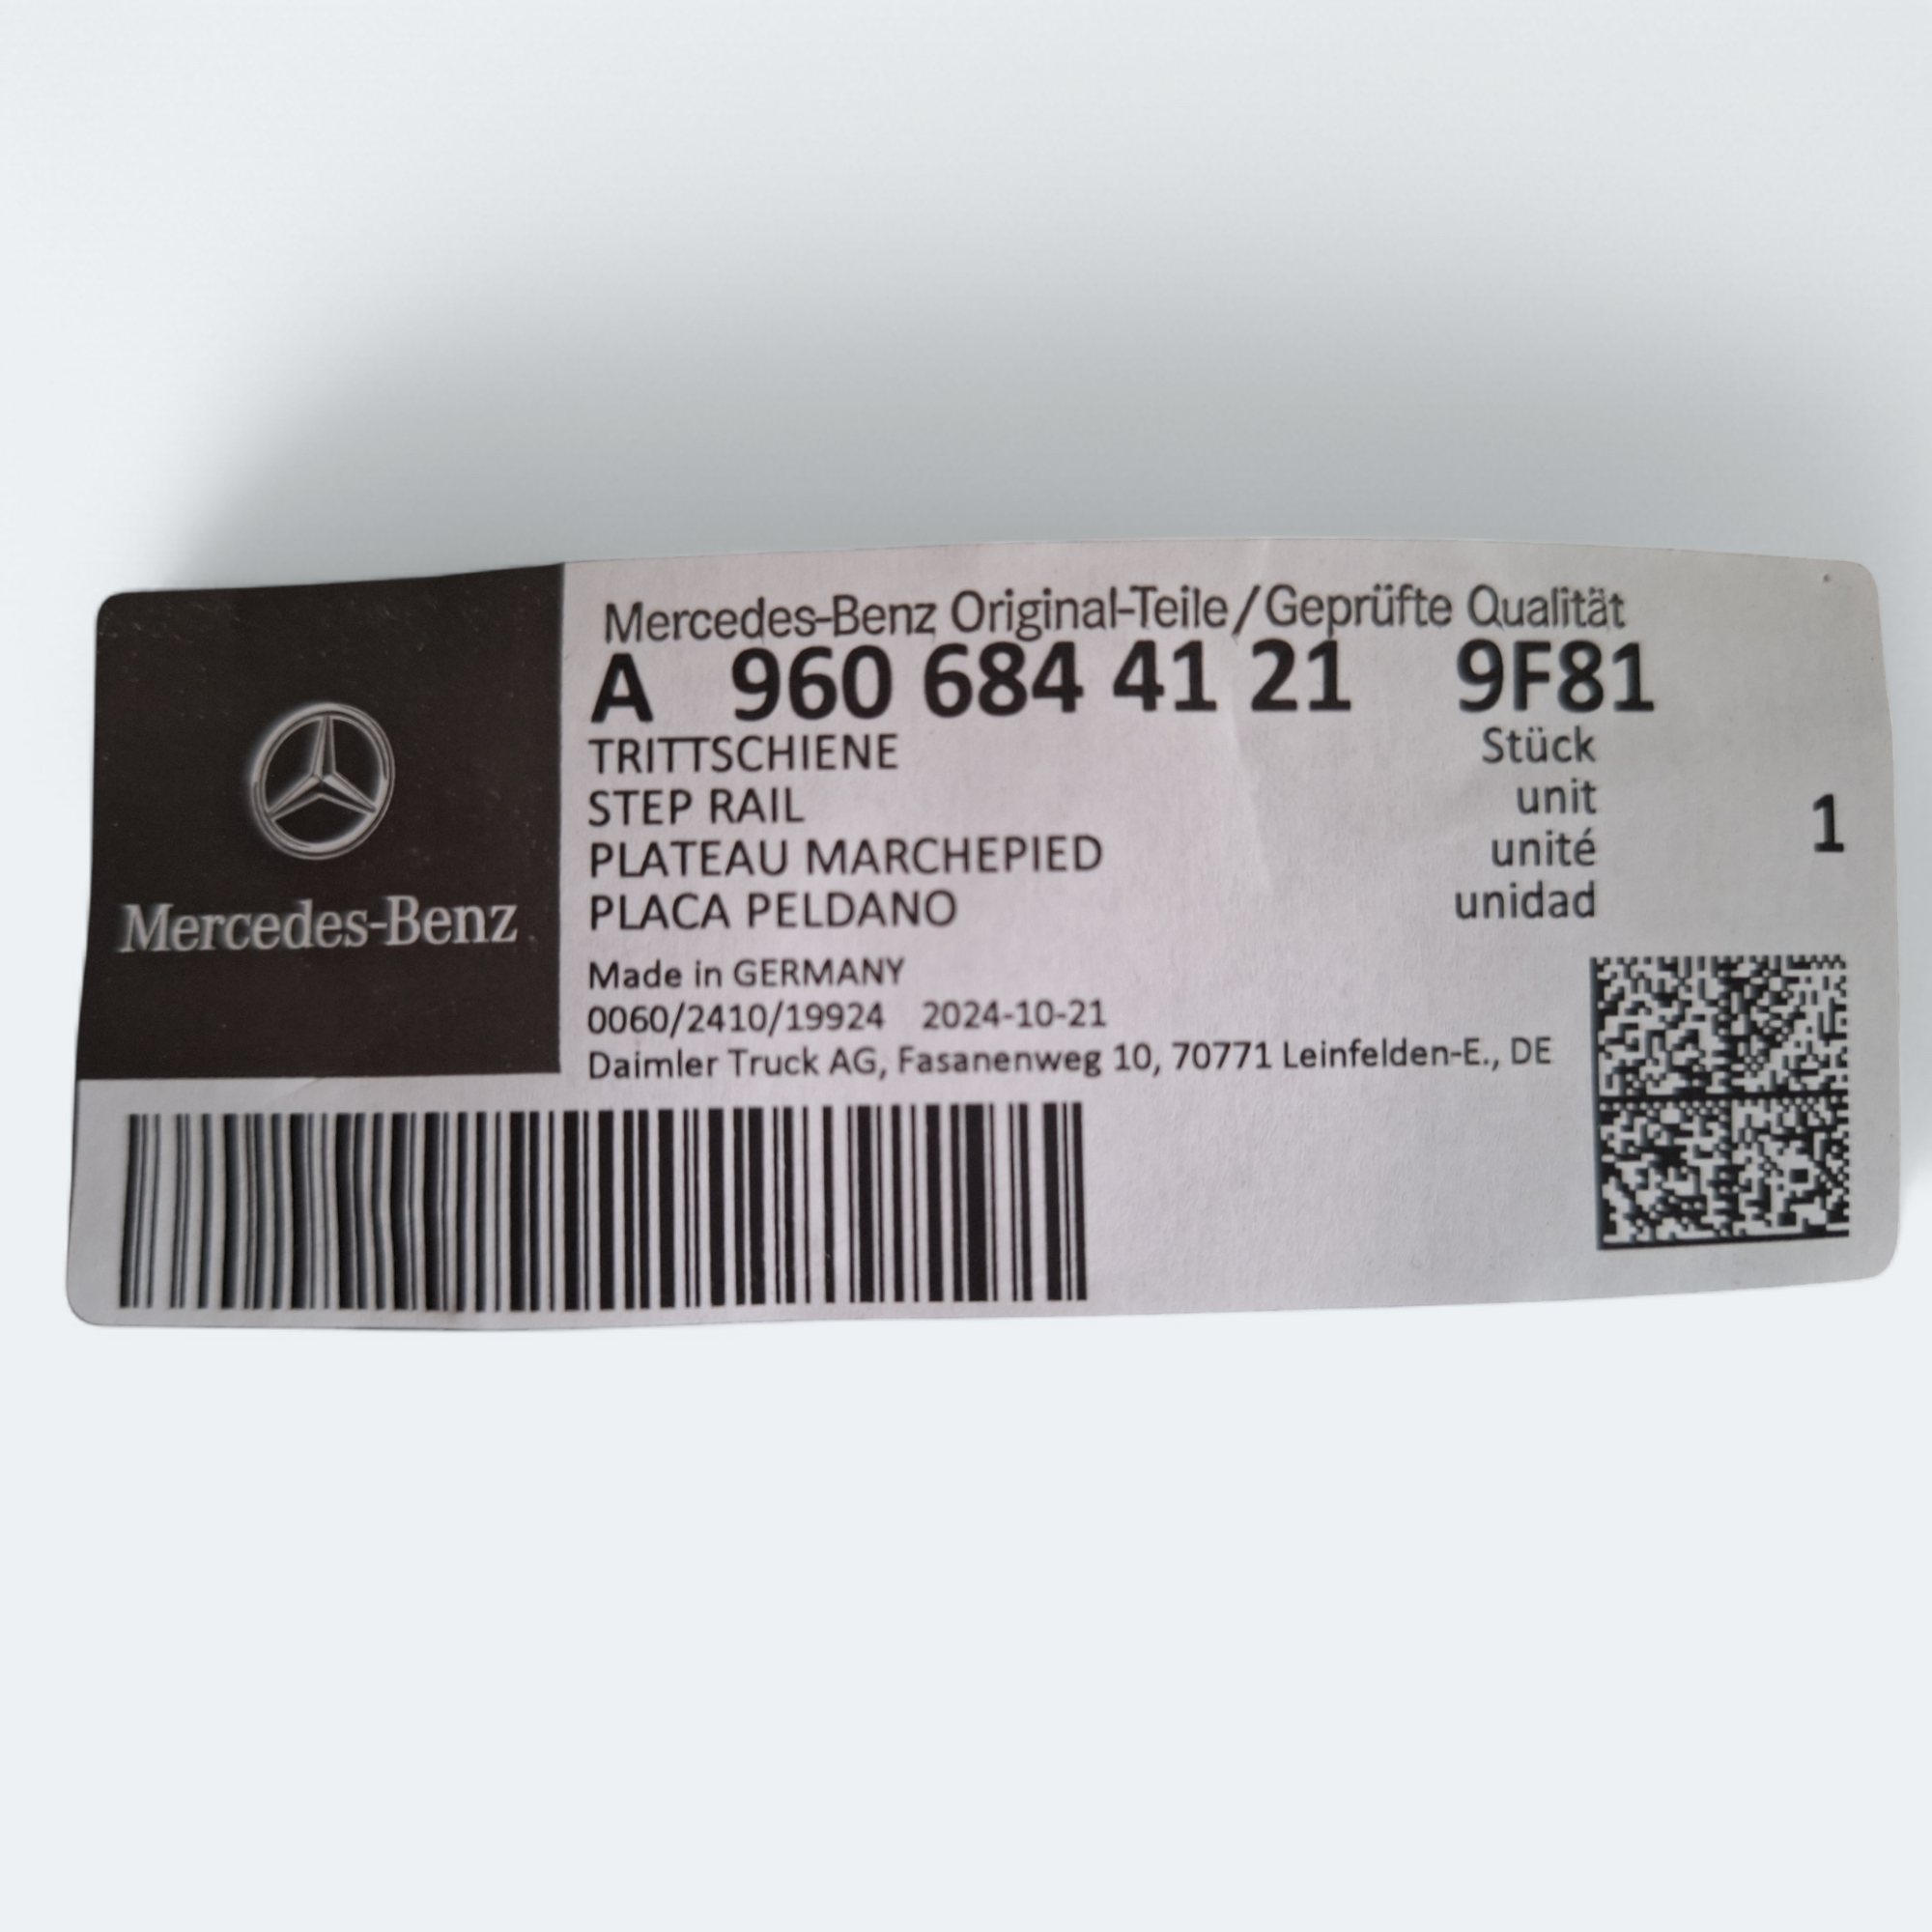 Mercedes-Benz
Mercedes-Benz Original-Teile/Geprüfte Qualität
A 960 684 41 21 9F81
TRITTSCHIENE Stück
STEP RAIL unit
PLATEAU MARCHEPIED unité
PLACA PELDANO unidad
1
Made in GERMANY
0060/2410/19924 2024-10-21
Daimler Truck AG, Fasanenweg 10, 70771 Leinfelden-E., DE